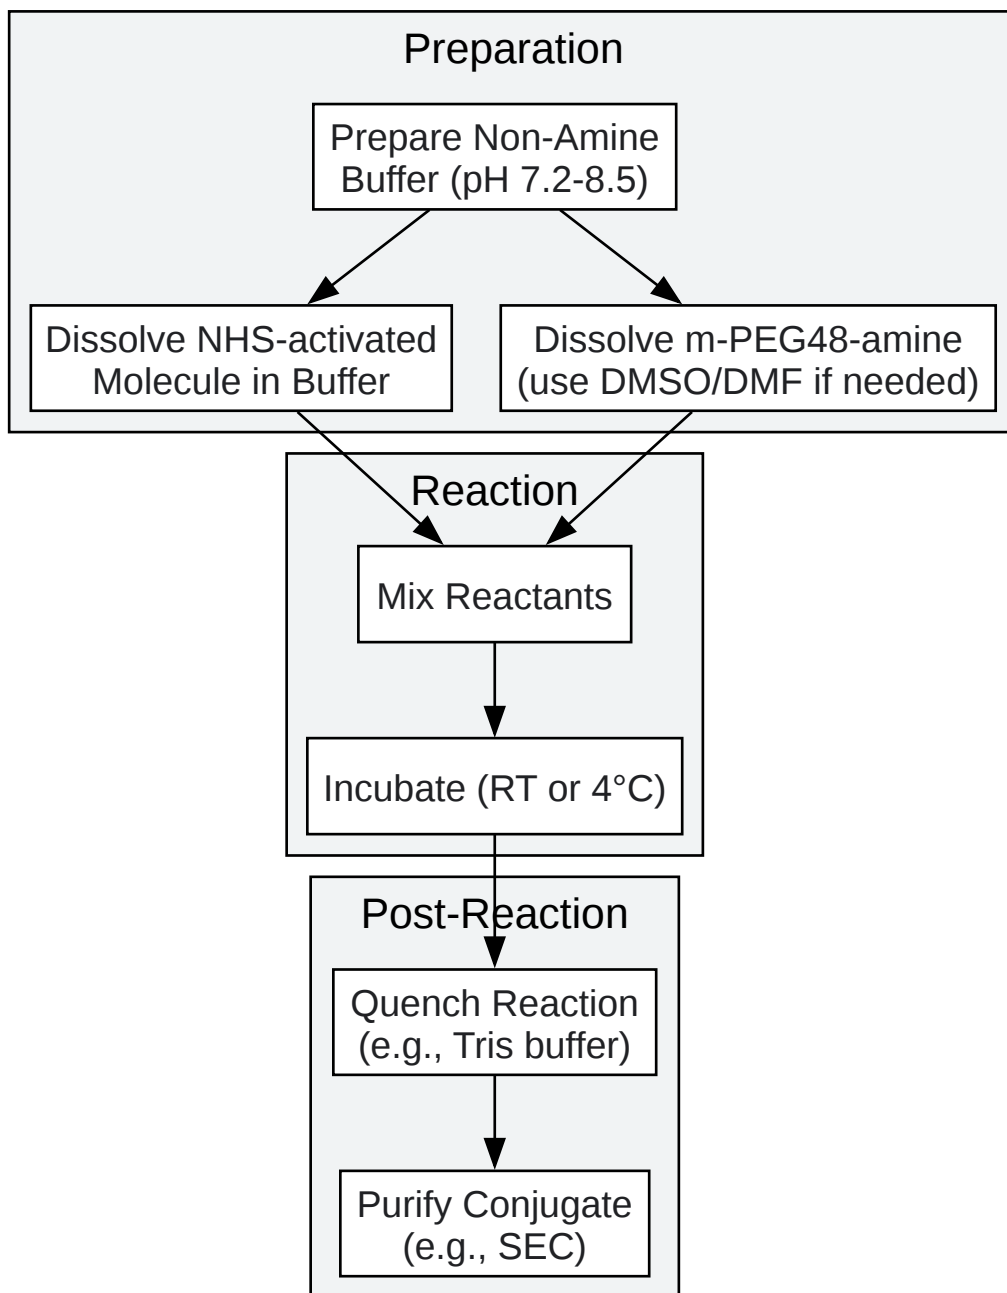 Preparation
Prepare Non-Amine
Buffer (pH 7.2-8.5)
Dissolve NHS-activated
Molecule in Buffer
Dissolve m-PEG48-amine
(use DMSO/DMF if needed)
Reaction
Mix Reactants
Incubate (RT or 4°C)
Post-Reaction
Quench Reaction
(e.g., Tris buffer)
Purify Conjugate
(e.g., SEC)